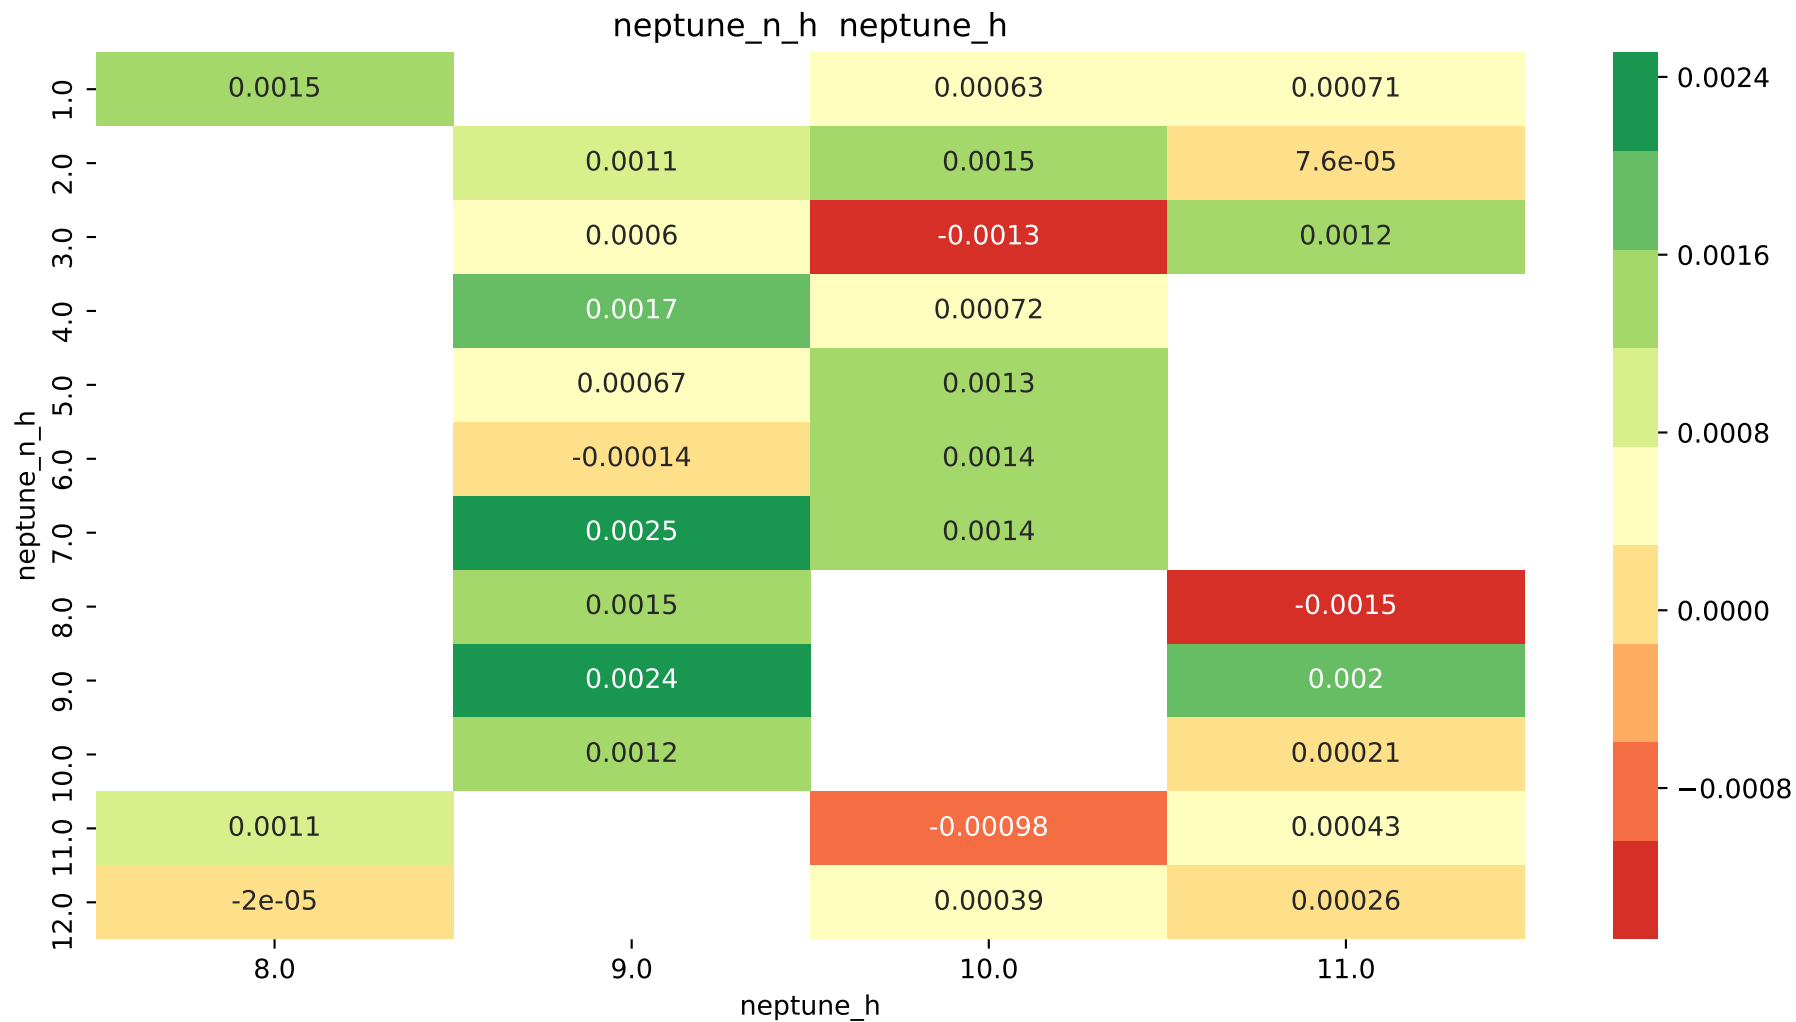 neptune_n_h  neptune_h
1.0 0.0015 0.00063 0.00071
2.0 0.0011 0.0015 7.6e-05
3.0 0.0006 -0.0013 0.0012
4.0 0.0017 0.00072
5.0 0.00067 0.0013
6.0 -0.00014 0.0014
7.0 0.0025 0.0014
8.0 0.0015 -0.0015
9.0 0.0024 0.002
10.0 0.0012 0.00021
11.0 0.0011 -0.00098 0.00043
12.0 -2e-05 0.00039 0.00026
8.0 9.0 10.0 11.0
neptune_h
neptune_n_h
0.0024
0.0016
0.0008
0.0000
−0.0008